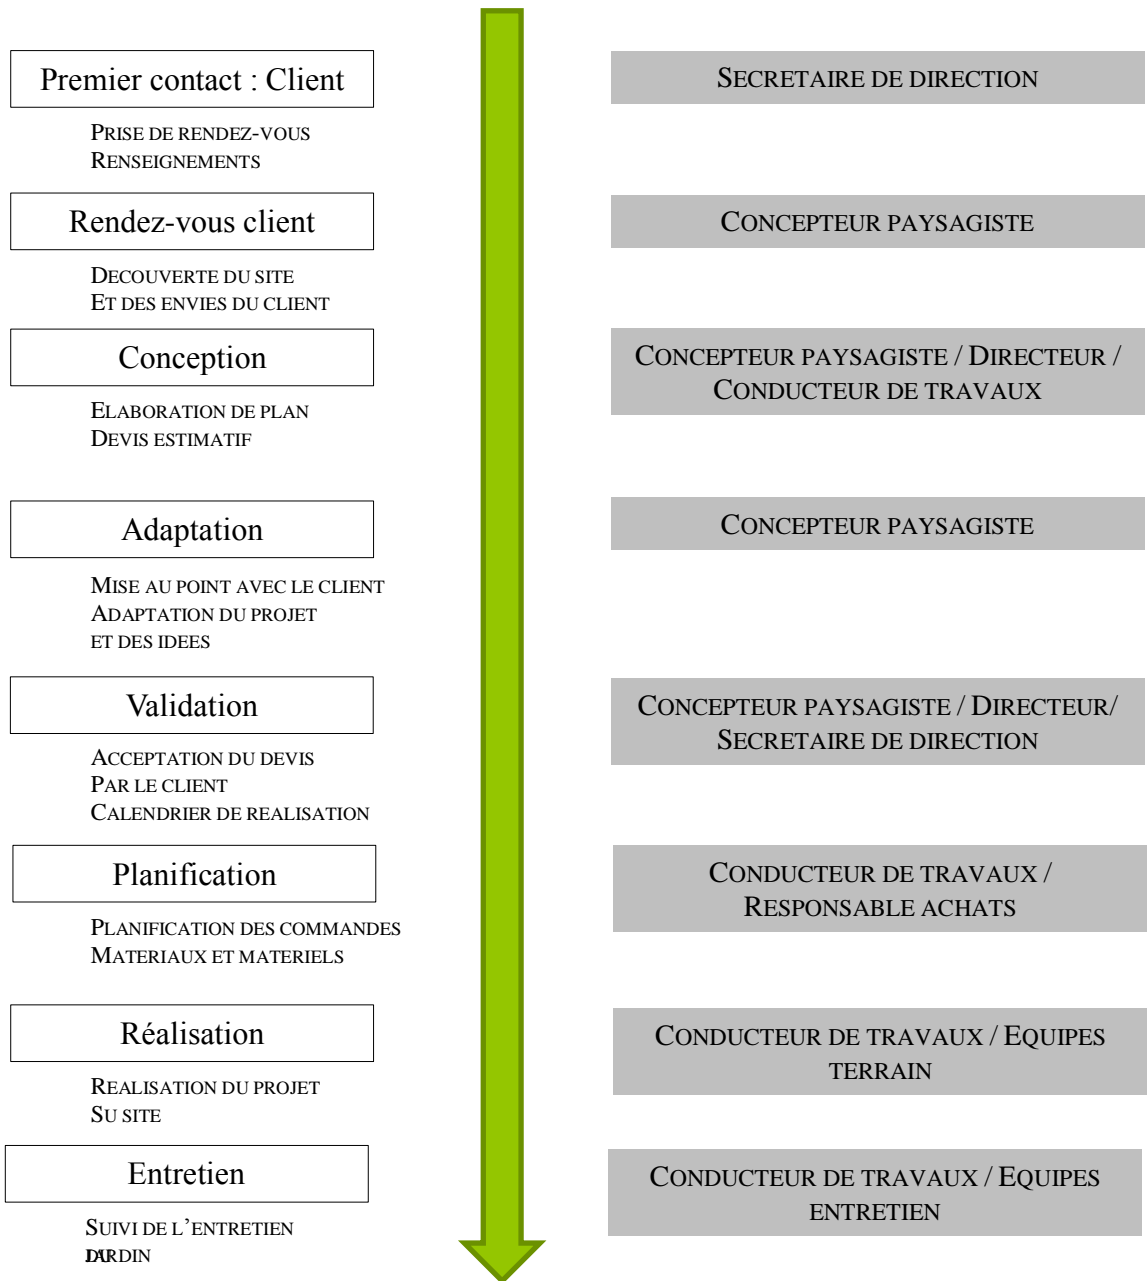 Premier contact : Client
SECRETAIRE DE DIRECTION
PRISE DE RENDEZ-VOUS
RENSEIGNEMENTS
Rendez-vous client
CONCEPTEUR PAYSAGISTE
DECOUVERTE DU SITE
ET DES ENVIES DU CLIENT
Conception
CONCEPTEUR PAYSAGISTE / DIRECTEUR /
CONDUCTEUR DE TRAVAUX
ELABORATION DE PLAN
DEVIS ESTIMATIF
Adaptation
CONCEPTEUR PAYSAGISTE
MISE AU POINT AVEC LE CLIENT
ADAPTATION DU PROJET
ET DES IDEES
Validation
CONCEPTEUR PAYSAGISTE / DIRECTEUR/
SECRETAIRE DE DIRECTION
ACCEPTATION DU DEVIS
PAR LE CLIENT
CALENDRIER DE REALISATION
Planification
CONDUCTEUR DE TRAVAUX /
RESPONSABLE ACHATS
PLANIFICATION DES COMMANDES
MATERIAUX ET MATERIELS
Réalisation
CONDUCTEUR DE TRAVAUX / EQUIPES
TERRAIN
REALISATION DU PROJET
SU SITE
Entretien
CONDUCTEUR DE TRAVAUX / EQUIPES
ENTRETIEN
SUIVI DE L'ENTRETIEN
JARDIN